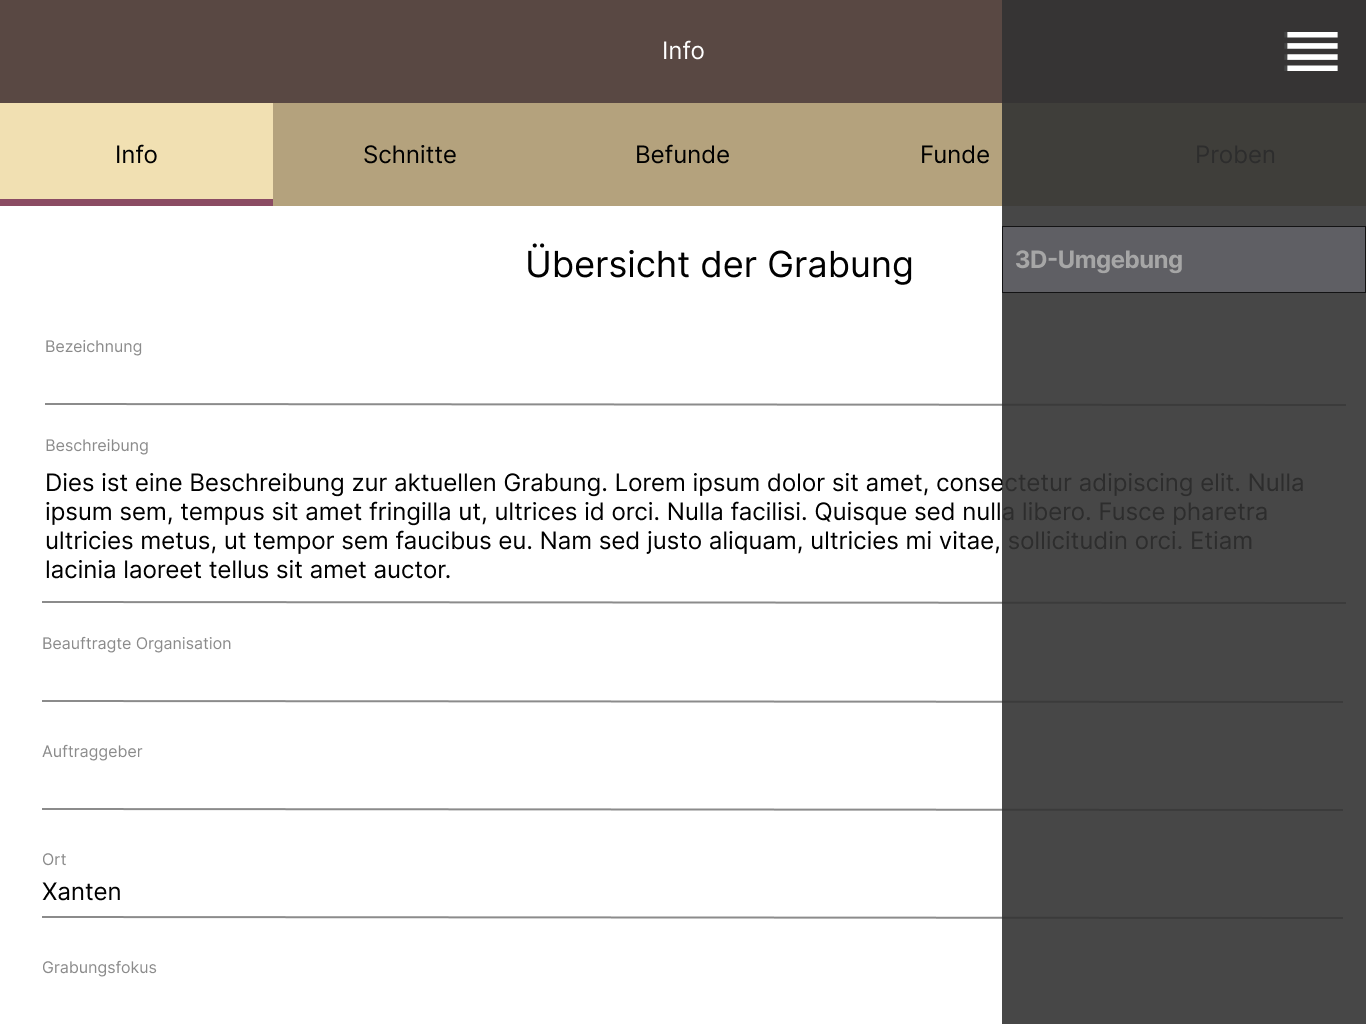 Info
Info
Schnitte
Befunde
Funde
Proben
Übersicht der Grabung
3D-Umgebung
Bezeichnung
Beschreibung
Dies ist eine Beschreibung zur aktuellen Grabung. Lorem ipsum dolor sit amet, consectetur adipiscing elit. Nulla
ipsum sem, tempus sit amet fringilla ut, ultrices id orci. Nulla facilisi. Quisque sed nulla libero. Fusce pharetra
ultricies metus, ut tempor sem faucibus eu. Nam sed justo aliquam, ultricies mi vitae, sollicitudin orci. Etiam
lacinia laoreet tellus sit amet auctor.
Beauftragte Organisation
Auftraggeber
Ort
Xanten
Grabungsfokus